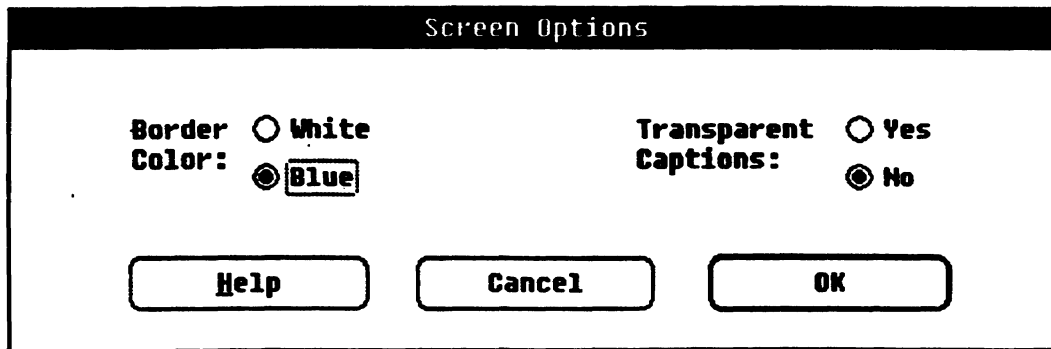 Screen Options
Border Color:
White
Blue
Transparent Captions:
Yes
No
Help
Cancel
OK